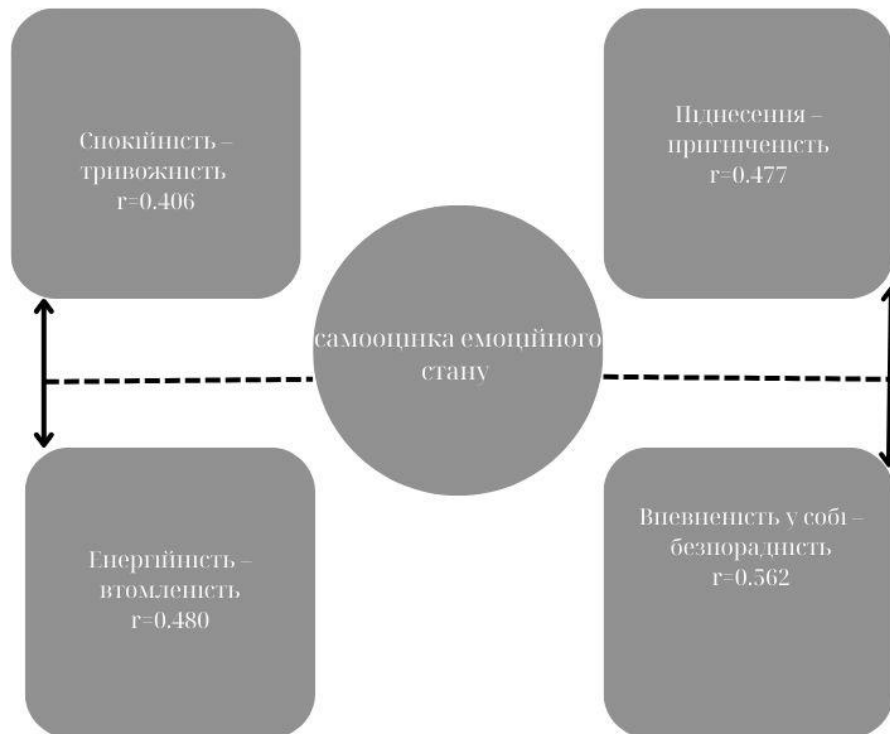 Спокійність –
тривожність
r=0.406
Піднесення –
пригніченість
r=0.477
самооцінка емоційного
стану
Енергійність –
втомленість
r=0.480
Впевненість у собі –
безпорадність
r=0.562